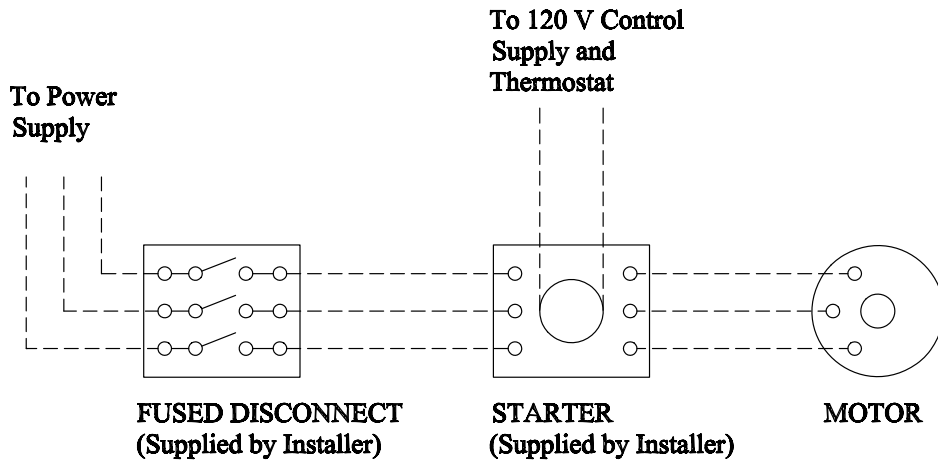 To 120 V Control
Supply and
Thermostat
To Power
Supply
FUSED DISCONNECT
(Supplied by Installer)
STARTER
(Supplied by Installer)
MOTOR